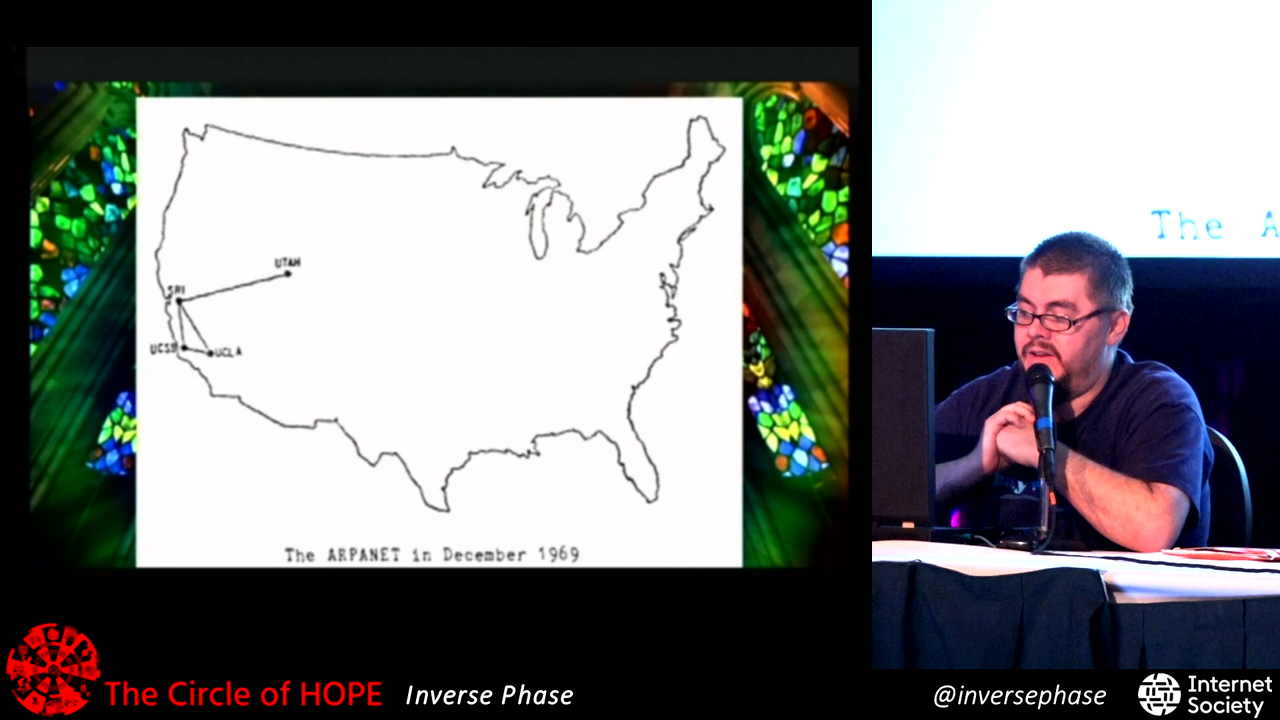 UTAH
SRI
UCSB
UCLA
The ARPANET in December 1969
The A
The Circle of HOPE
Inverse Phase
@inversephase
Internet
Society